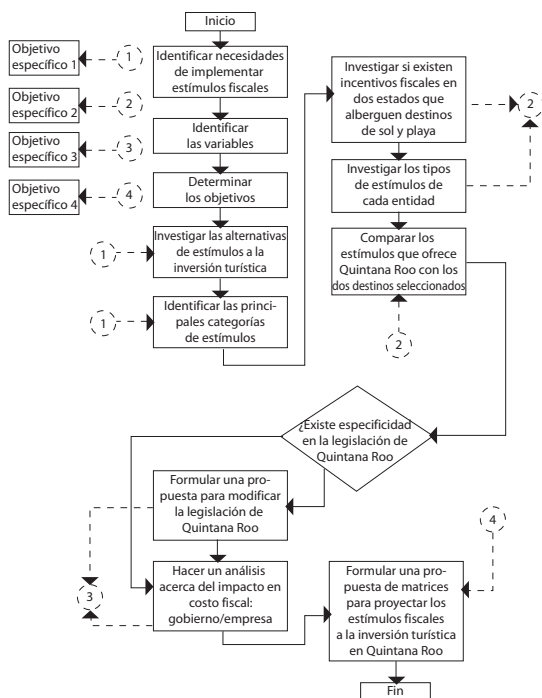 Inicio
Objetivo
específico 1
1
Objetivo
específico 2
2
Objetivo
específico 3
3
Objetivo
específico 4
4
Identificar necesidades
de implementar
estímulos fiscales
Identificar
las variables
Determinar
los objetivos
Investigar las alternativas
de estímulos a la
inversión turística
1
Identificar las princi-
pales categorías
de estímulos
1
Investigar si existen
incentivos fiscales en
dos estados que
alberguen destinos
de sol y playa
2
Investigar los tipos
de estímulos de
cada entidad
Comparar los
estímulos que ofrece
Quintana Roo con los
dos destinos seleccionados
2
¿Existe especificidad
en la legislación de
Quintana Roo
Formular una pro-
puesta para modificar
la legislación de
Quintana Roo
3
Hacer un análisis
acerca del impacto en
costo fiscal:
gobierno/empresa
4
Formular una pro-
puesta de matrices
para proyectar los
estímulos fiscales
a la inversión turística
en Quintana Roo
Fin